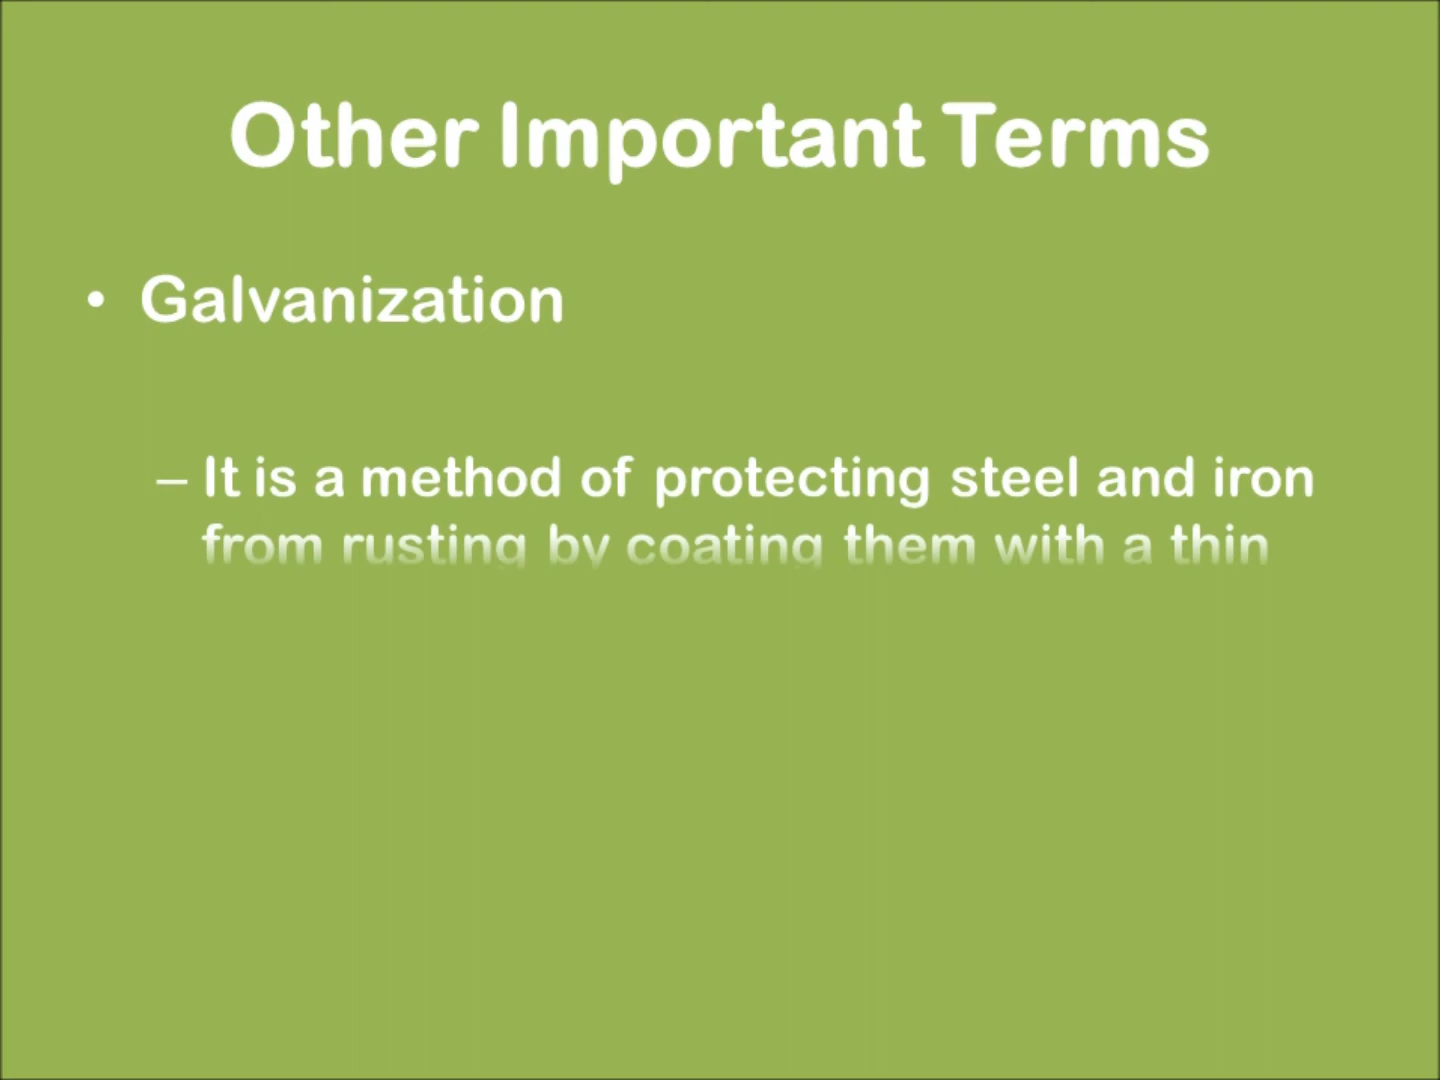 Other Important Terms
• Galvanization
– It is a method of protecting steel and iron
from rusting by coating them with a thin